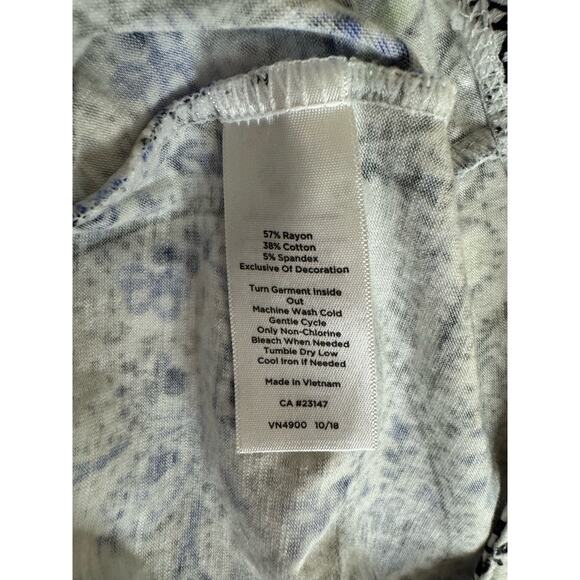 57% Rayon
38% Cotton
5% Spandex
Exclusive Of Decoration
Turn Garment Inside
Out
Machine Wash Cold
Gentle Cycle
Only Non-Chlorine
Bleach When Needed
Tumble Dry Low
Cool Iron If Needed
Made in Vietnam
CA #23147
VN4900 10/18